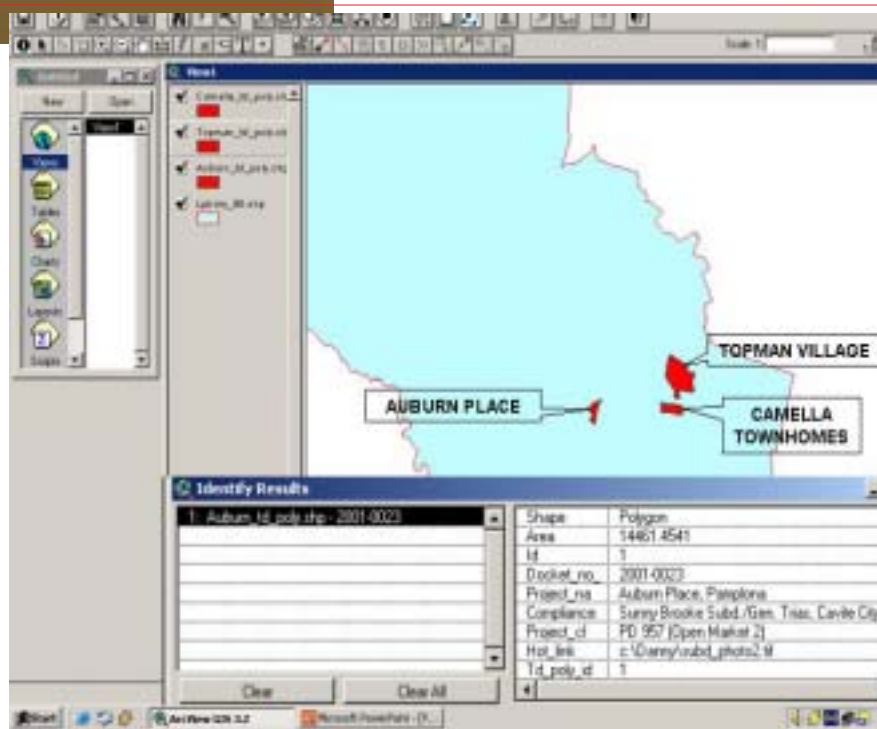 Scale 1:
View1
New
Open
View1
Views
Tables
Charts
Layouts
Scripts
TOPMAN VILLAGE
AUBURN PLACE
CAMELLA
TOWNHOMES
Identify Results
1: Auburn_td_poly.shp - 2001-0023
Shape Polygon
Area 14461.4541
Id 1
Docket_no_ 2001-0023
Project_na Auburn Place, Pamplona
Compliance Sunny Brooke Subd./Gen. Trias, Cavite City
Project_cl PD 957 (Open Market 2)
Hot_link c:\Danny\subd_photo2.tif
Td_poly_id 1
Clear
Clear All
Start
ArcView GIS 3.2
Microsoft PowerPoint - [